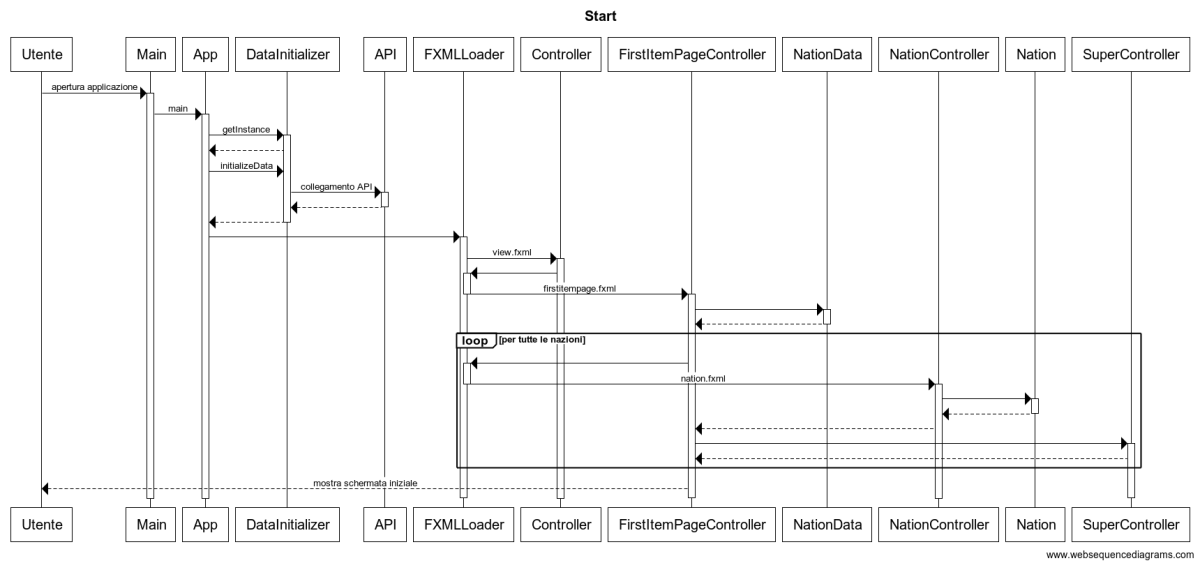 Start
Utente Main App DataInitializer API FXMLLoader Controller FirstItemPageController NationData NationController Nation SuperController
apertura applicazione
main
getInstance
initializeData
collegamento API
view.fxml
firstitempage.fxml
loop [per tutte le nazioni]
nation.fxml
mostra schermata iniziale
Utente Main App DataInitializer API FXMLLoader Controller FirstItemPageController NationData NationController Nation SuperController
www.websequencediagrams.com